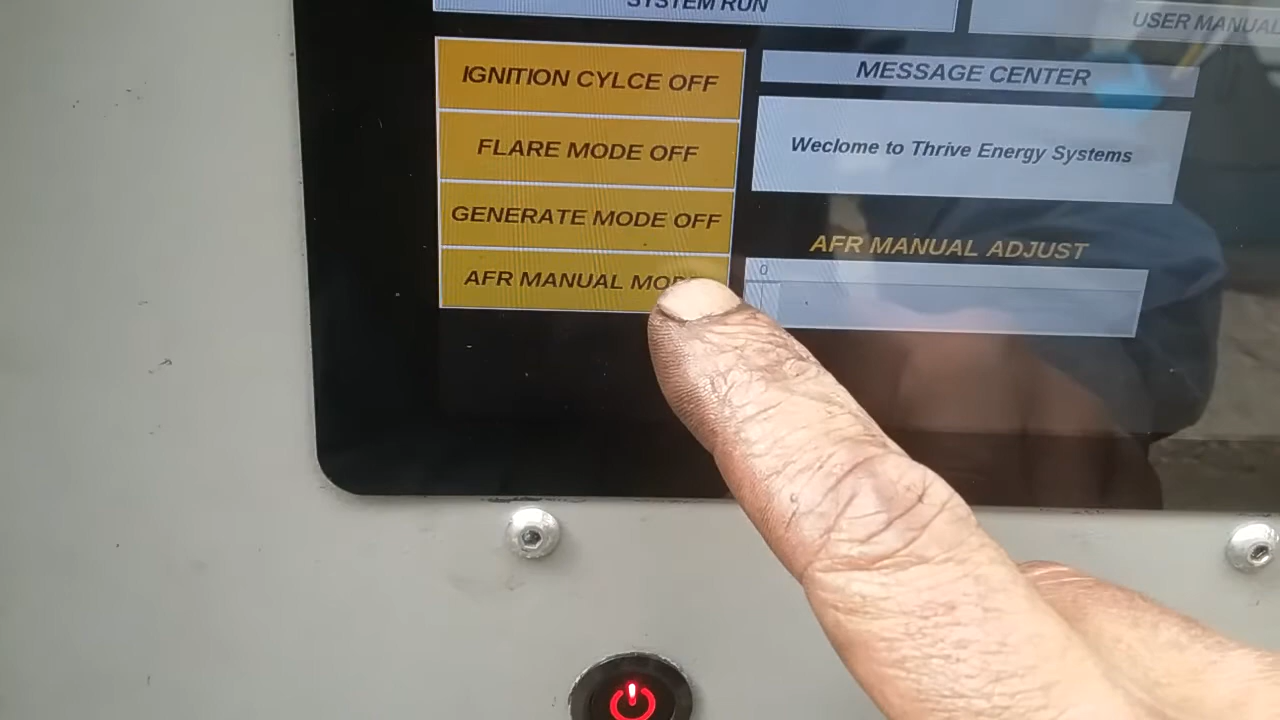 SYSTEM RUN
USER MANUAL
IGNITION CYLCE OFF
MESSAGE CENTER
FLARE MODE OFF
Weclome to Thrive Energy Systems
GENERATE MODE OFF
AFR MANUAL ADJUST
AFR MANUAL MODE
0